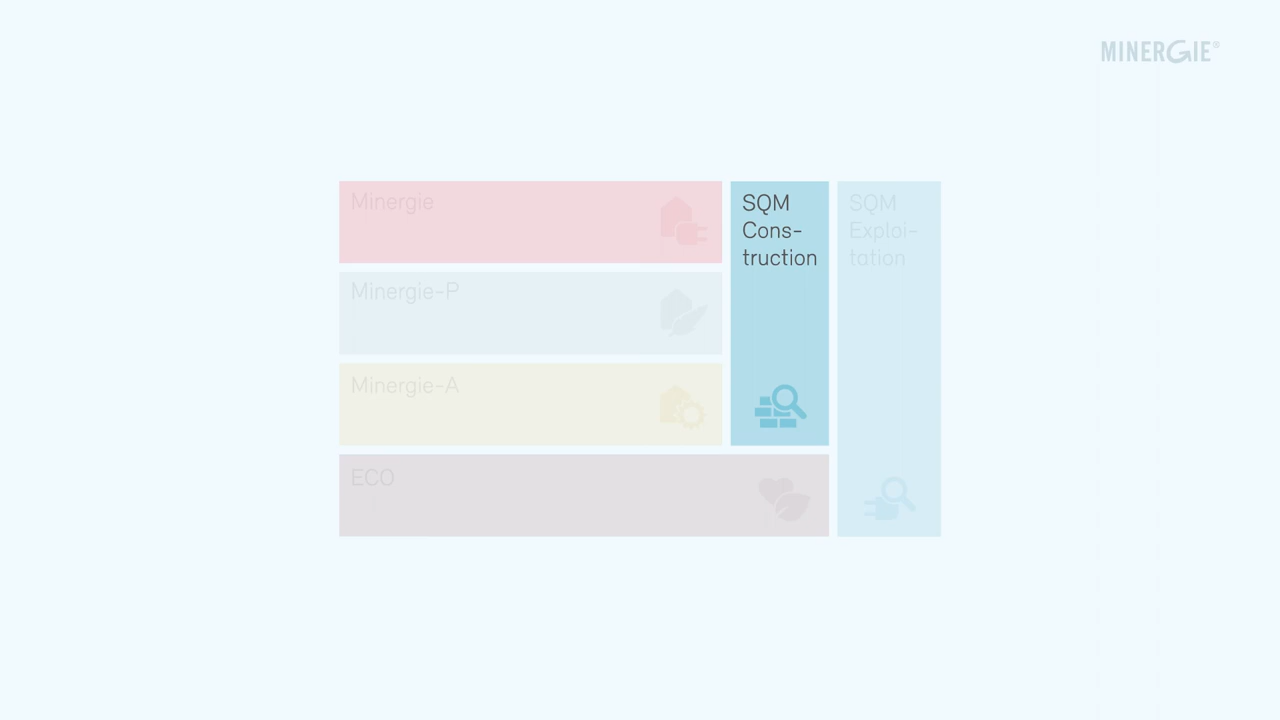 MINERGIE®
Minergie
Minergie-P
Minergie-A
ECO
SQM
Cons-
truction
SQM
Exploi-
tation